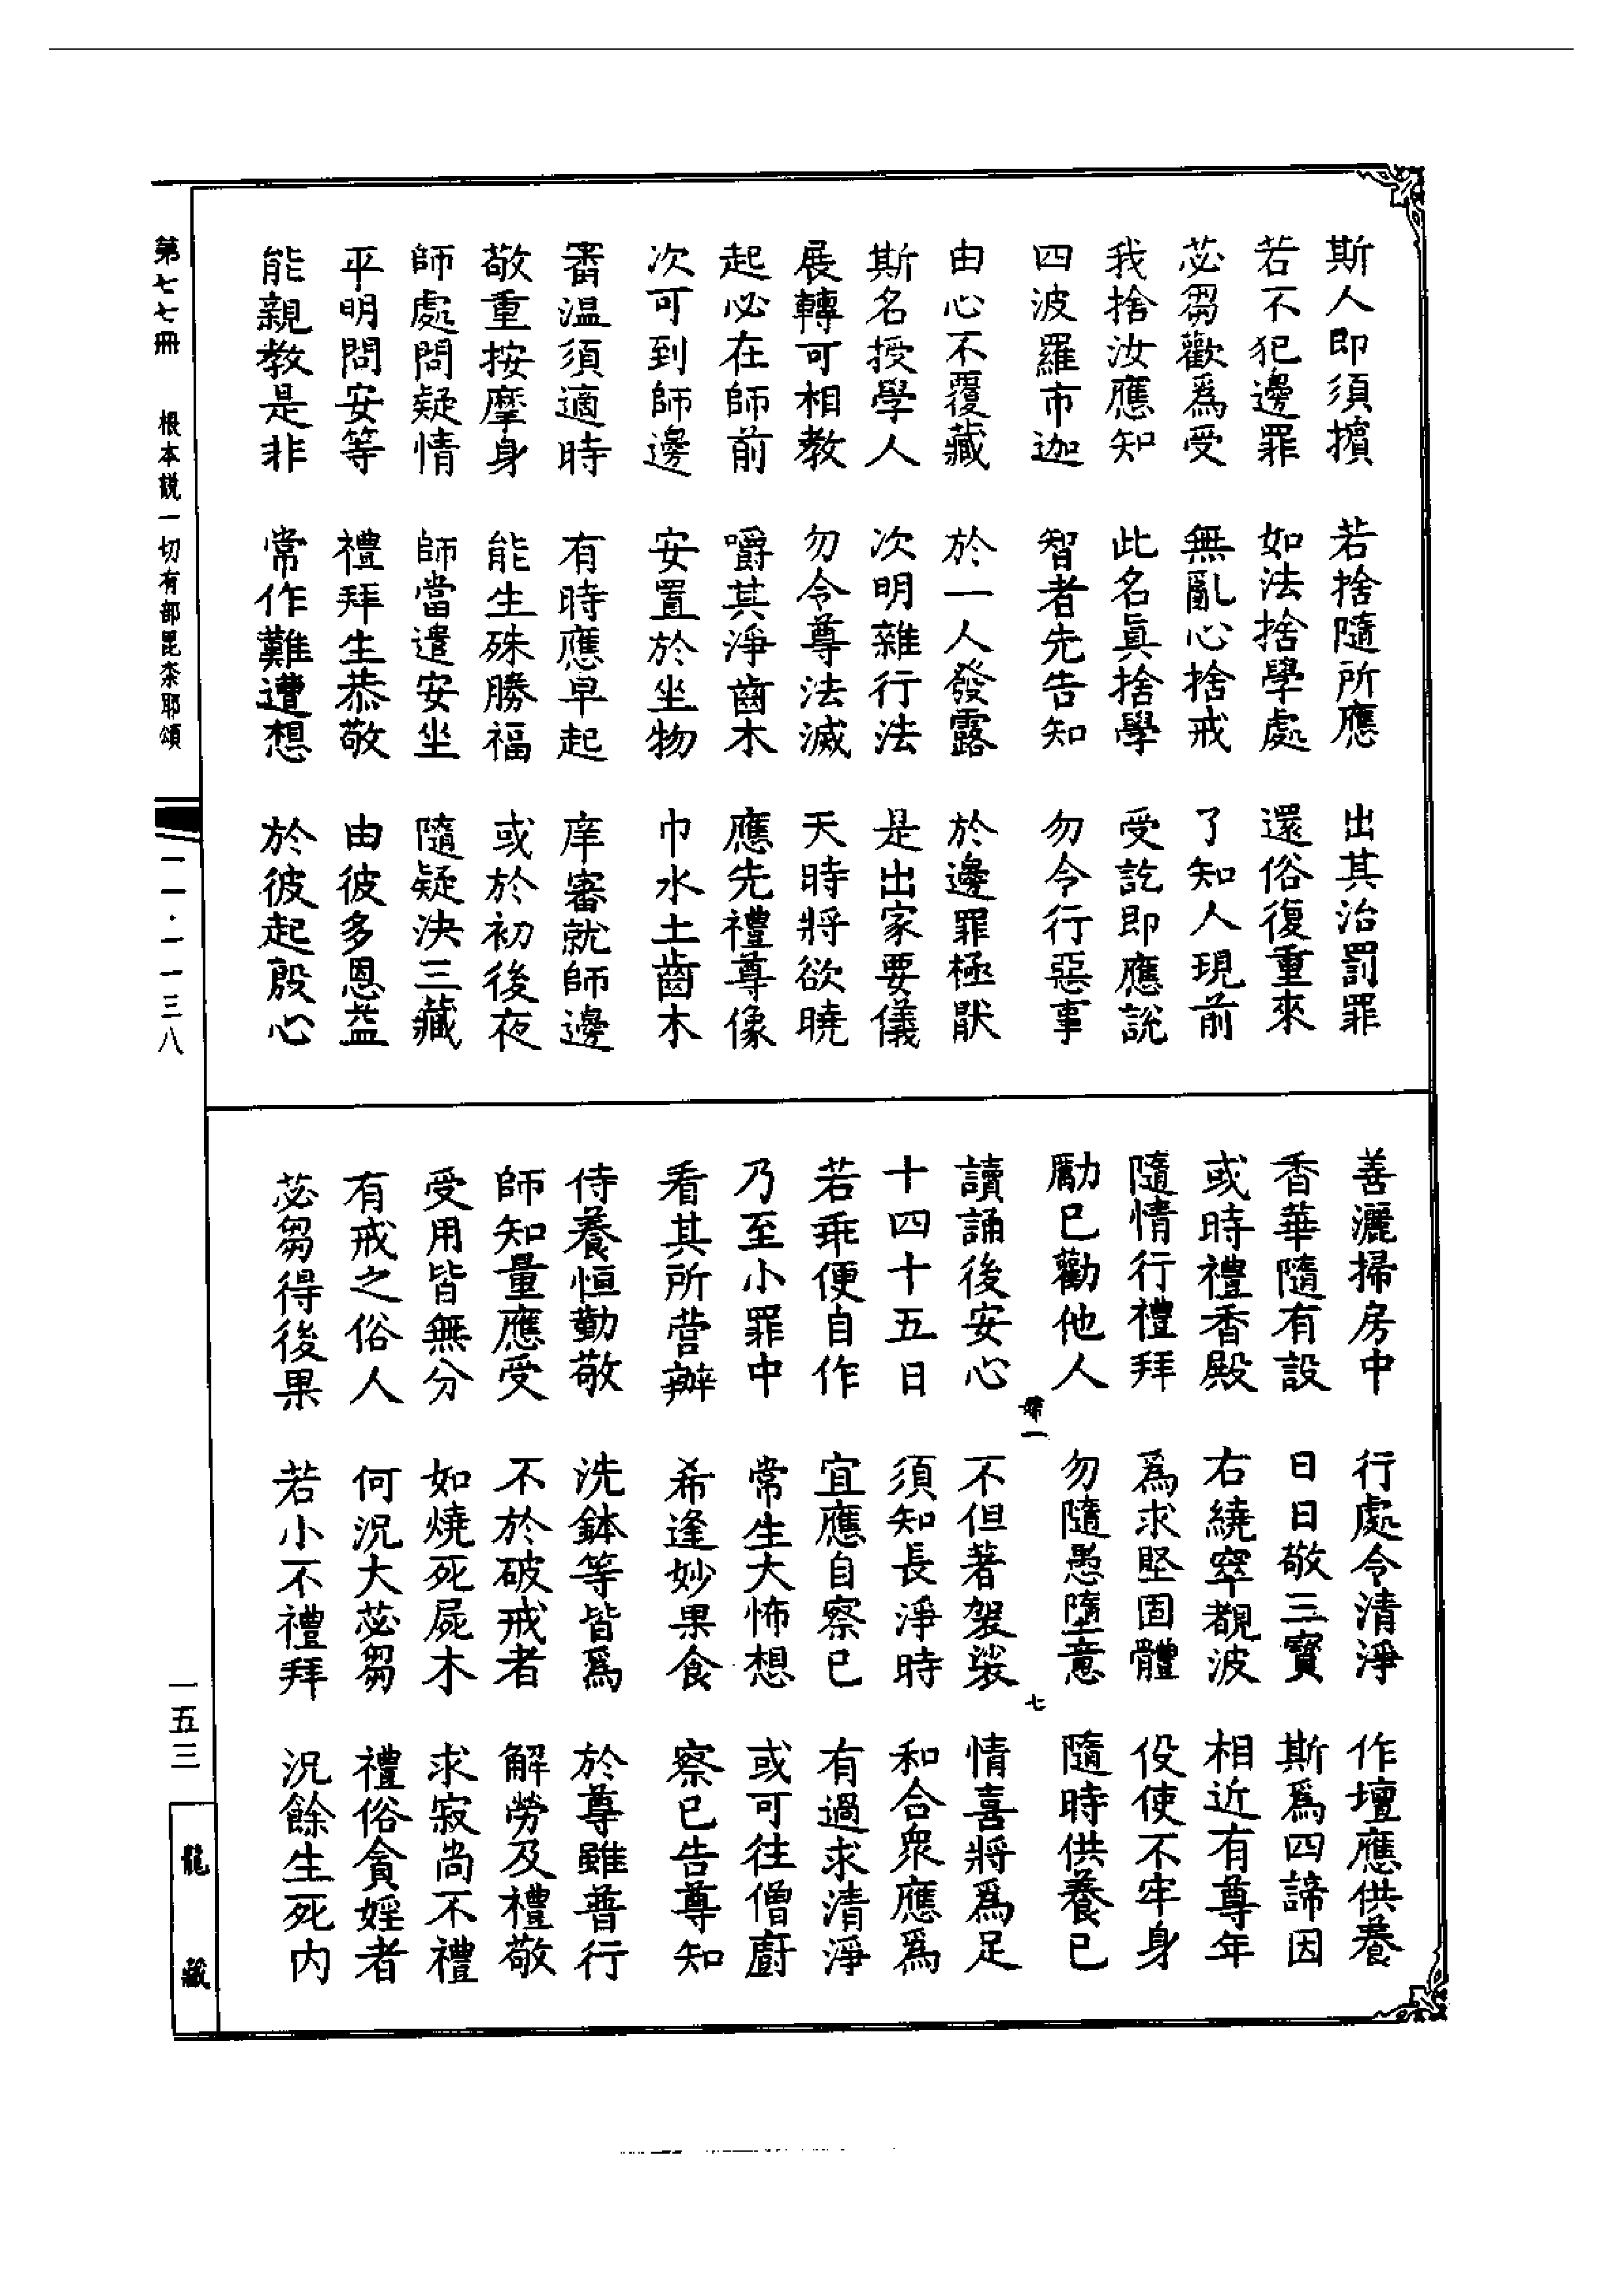 斯人即須擯　若捨隨所應　出其治罰罪
若不犯邊罪　如法捨學處　還俗復重來
苾芻歡爲受　無亂心捨戒　了知人現前
我捨汝應知　此名眞捨學　受訖即應說
四波羅市迦　智者先告知　勿令行惡事
由心不覆藏　於一人發露　於邊罪極猒
斯名授學人　次明雜行法　是出家要儀
展轉可相教　勿令尊法滅　天時將欲曉
起必在師前　嚼其淨齒木　應先禮尊像
次可到師邊　安置於坐物　巾水土齒木
番温須適時　有時應早起　庠審就師邊
敬重按摩身　能生殊勝福　或於初後夜
師處問疑情　師當遣安坐　隨疑決三藏
平明問安等　禮拜生恭敬　由彼多恩益
能親教是非　常作難遭想　於彼起殷心
善灑掃房中　行處令清淨　作壇應供養
香華隨有設　日日敬三寳　斯爲四諦因
或時禮香殿　右繞窣覩波　相近有尊年
隨情行禮拜　爲求堅固體　役使不牢身
勵已勸他人　勿隨愚墮意　隨時供養已
一　七
讀誦後安心　不但著袈裟　情喜將爲足
十四十五日　須知長淨時　和合衆應爲
若乖便自作　宜應自察已　有過求清淨
乃至小罪中　常生大怖想　或可往僧廚
看其所营辦　希逢妙果食　察已告尊知
侍養恒勤敬　洗鉢等皆爲　於尊雖普行
師知量應受　不於破戒者　解勞及禮敬
受用皆無分　如燒死屍木　求寂尚不禮
有戒之俗人　何況大苾芻　禮俗貪婬者
苾芻得後果　若小不禮拜　況餘生死内
第七七冊　根本説一切有部毘柰耶頌　一一·一一三八
一五三
龍藏